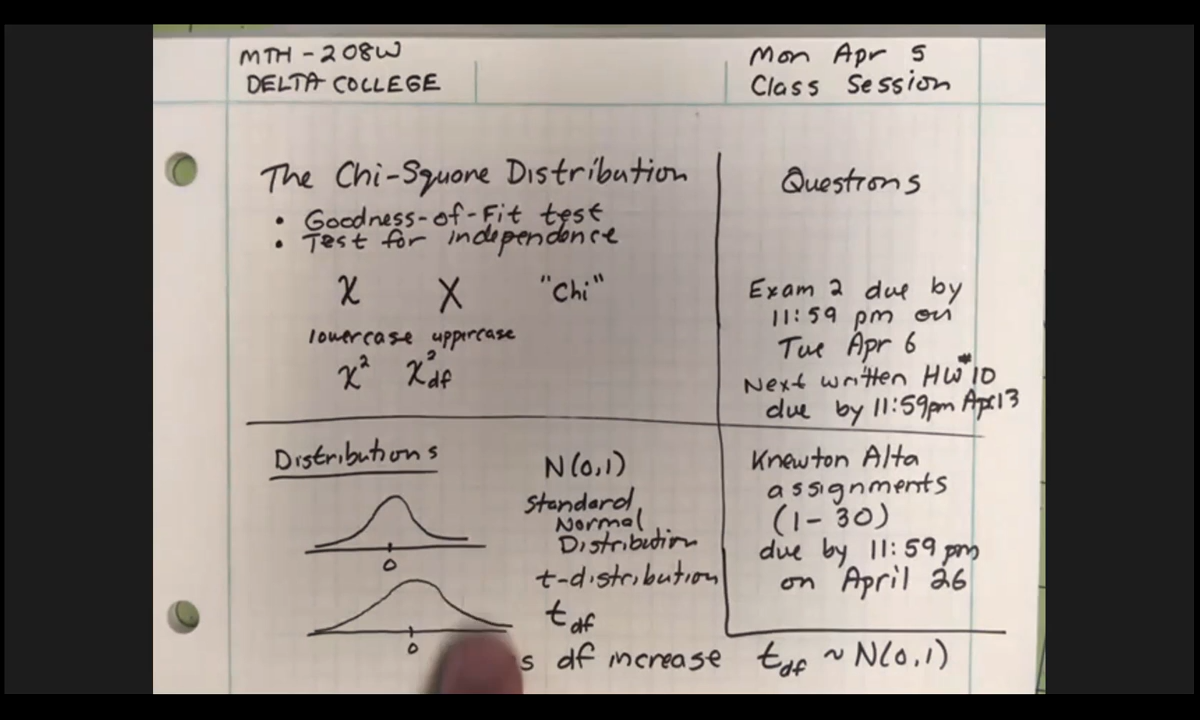 MTH-208W
DELTA COLLEGE
Mon Apr 5
Class Session
The Chi-Square Distribution
• Goodness-of-Fit test
• Test for independence
χ X "Chi"
lowercase uppercase
χ² χ²df
Questions
Exam 2 due by
11:59 pm on
Tue Apr 6
Next written HW#10
due by 11:59pm Apr13
Distributions
N(0,1)
Standard
Normal
Distribution
0
t-distribution
tdf
0
s df increase tdf ~ N(0,1)
Knewton Alta
assignments
(1-30)
due by 11:59 pm
on April 26